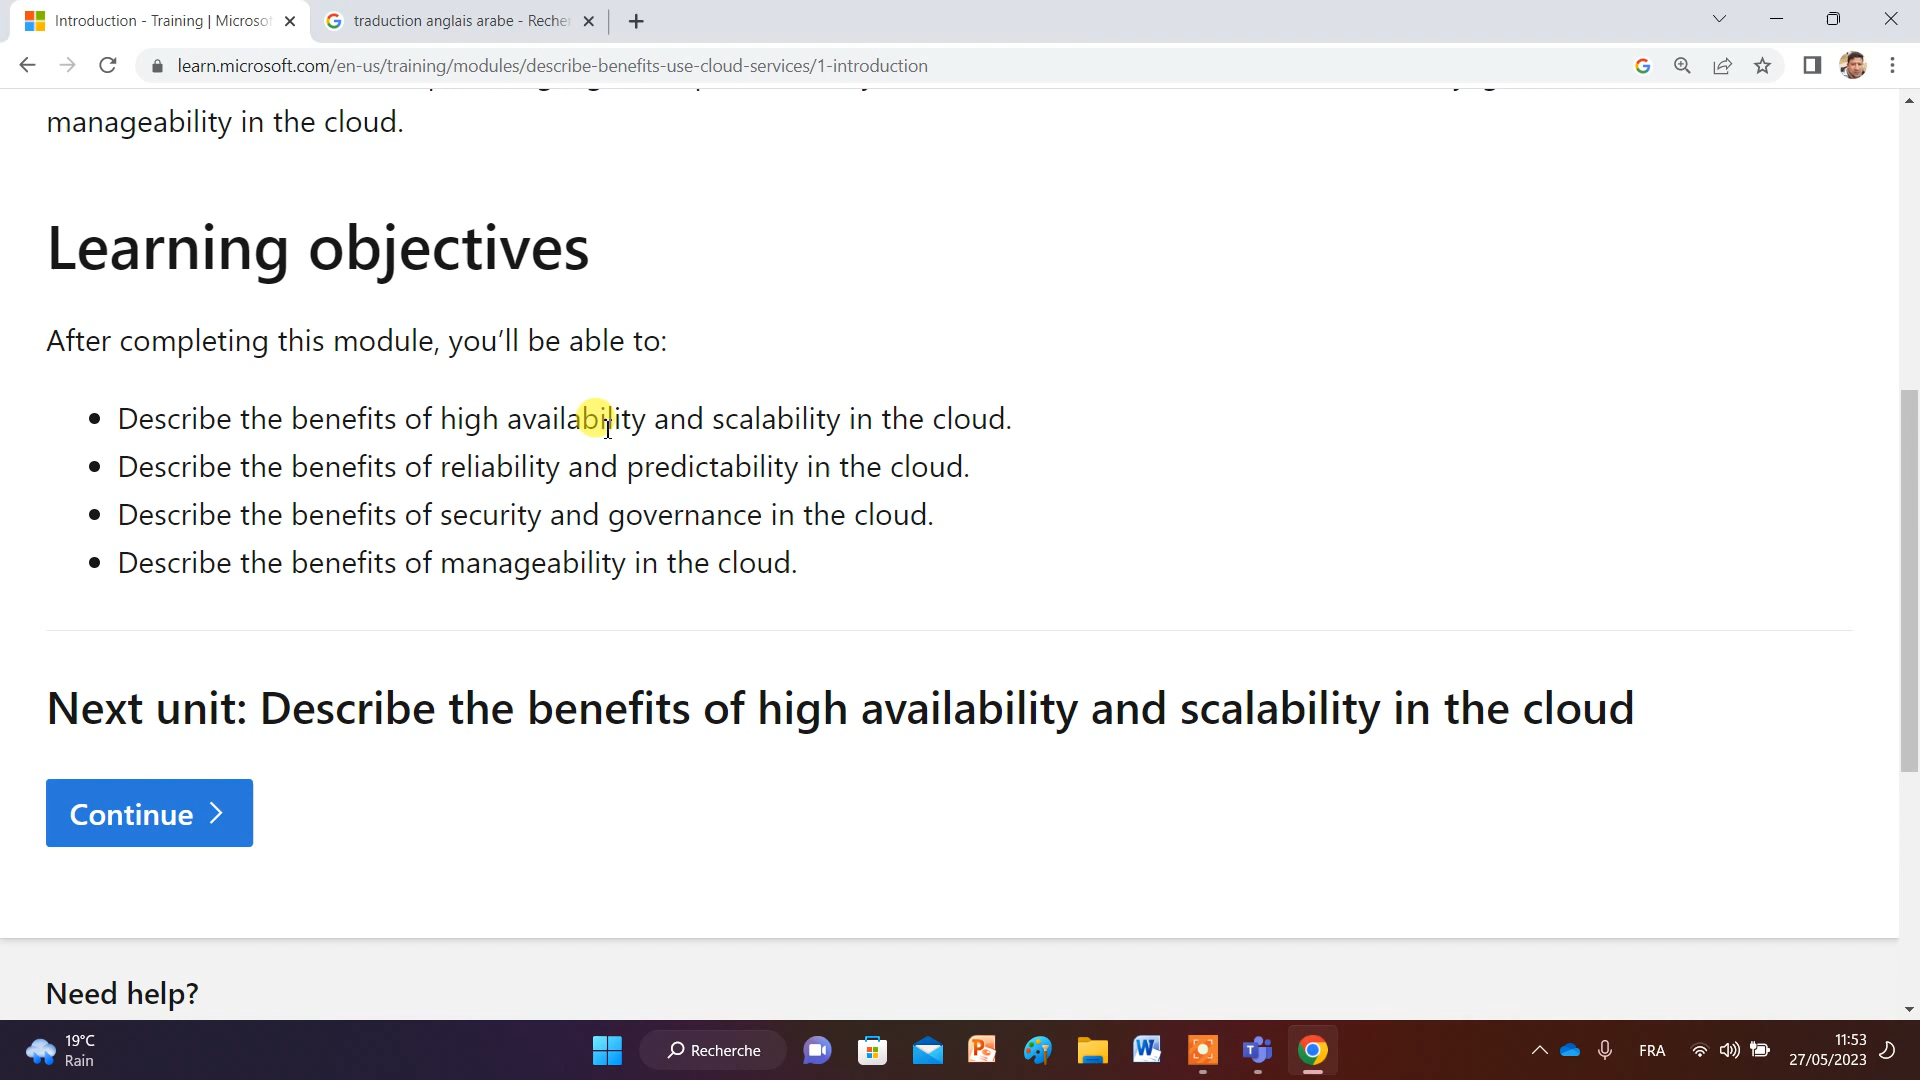 Introduction - Training | Microsof
traduction anglais arabe - Reche
learn.microsoft.com/en-us/training/modules/describe-benefits-use-cloud-services/1-introduction
manageability in the cloud.
Learning objectives
After completing this module, you'll be able to:
• Describe the benefits of high availability and scalability in the cloud.
• Describe the benefits of reliability and predictability in the cloud.
• Describe the benefits of security and governance in the cloud.
• Describe the benefits of manageability in the cloud.
Next unit: Describe the benefits of high availability and scalability in the cloud
Continue >
Need help?
19°C
Rain
Recherche
FRA
11:53
27/05/2023